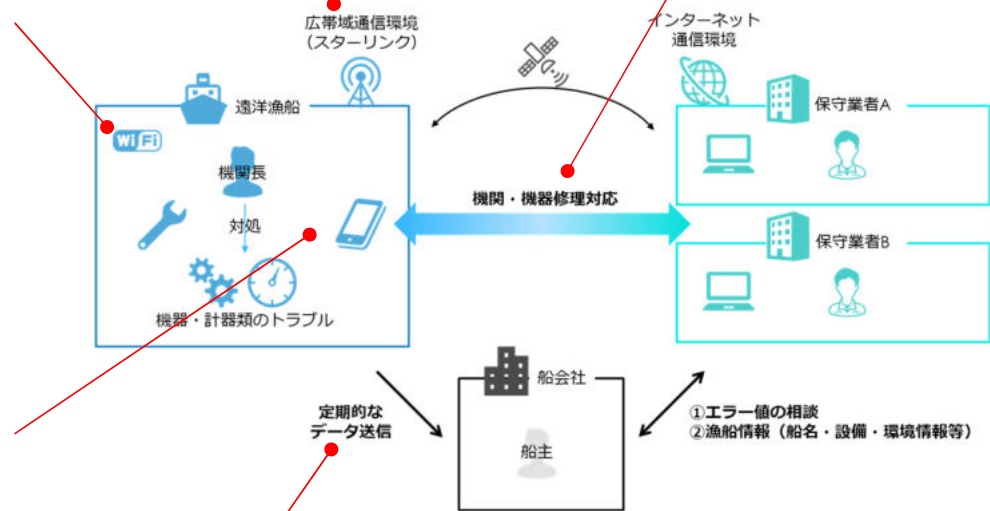 広帯域通信環境
（スターリンク）
インターネット
通信環境
遠洋漁船
保守業者A
WiFi
機関長
機関・機器修理対応
対処
保守業者B
機器・計器類のトラブル
船会社
定期的な
データ送信
①エラー値の相談
②漁船情報（船名・設備・環境情報等）
船主